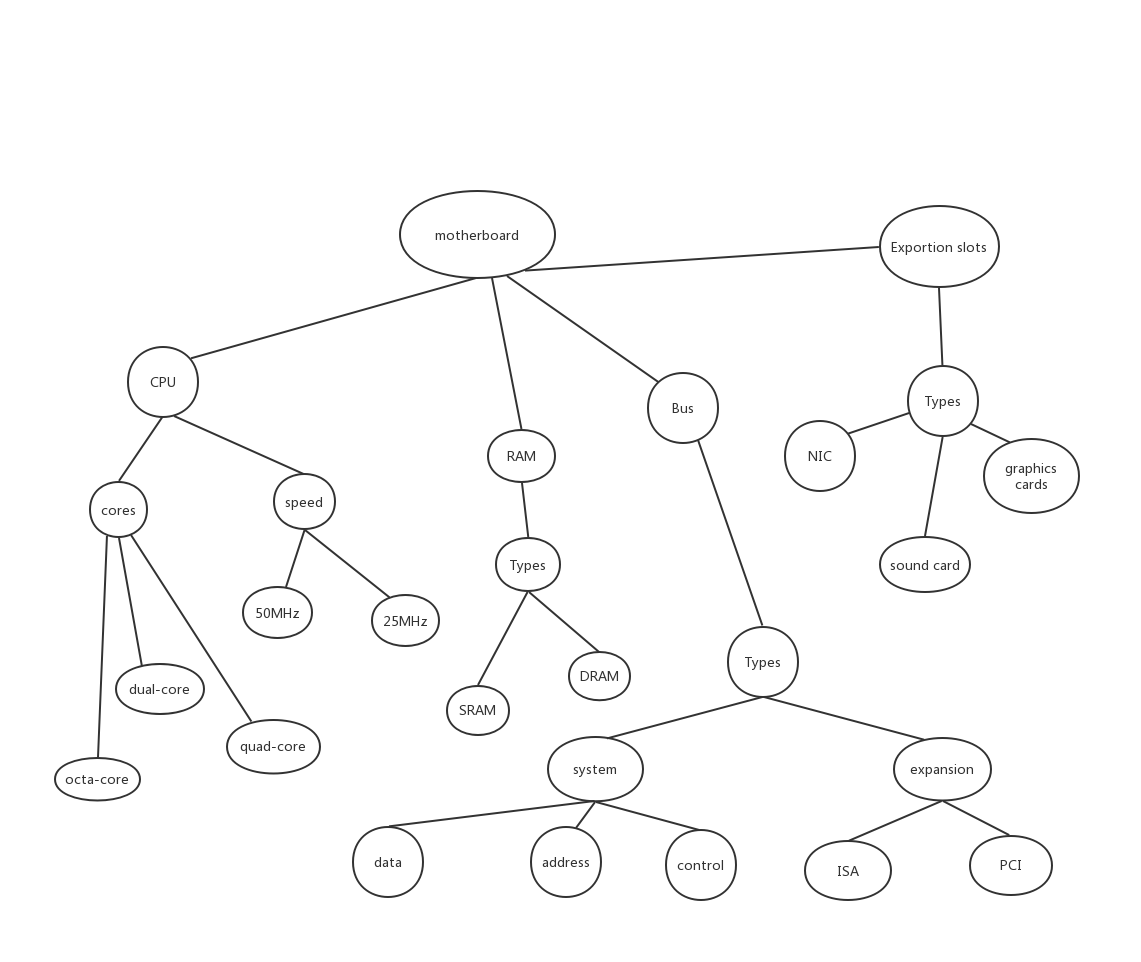 motherboard
Exportion slots
CPU
Types
Bus
NIC
RAM
graphics
cards
speed
cores
Types
sound card
50MHz
25MHz
Types
DRAM
dual-core
SRAM
quad-core
system
expansion
octa-core
data
address
control
PCI
ISA